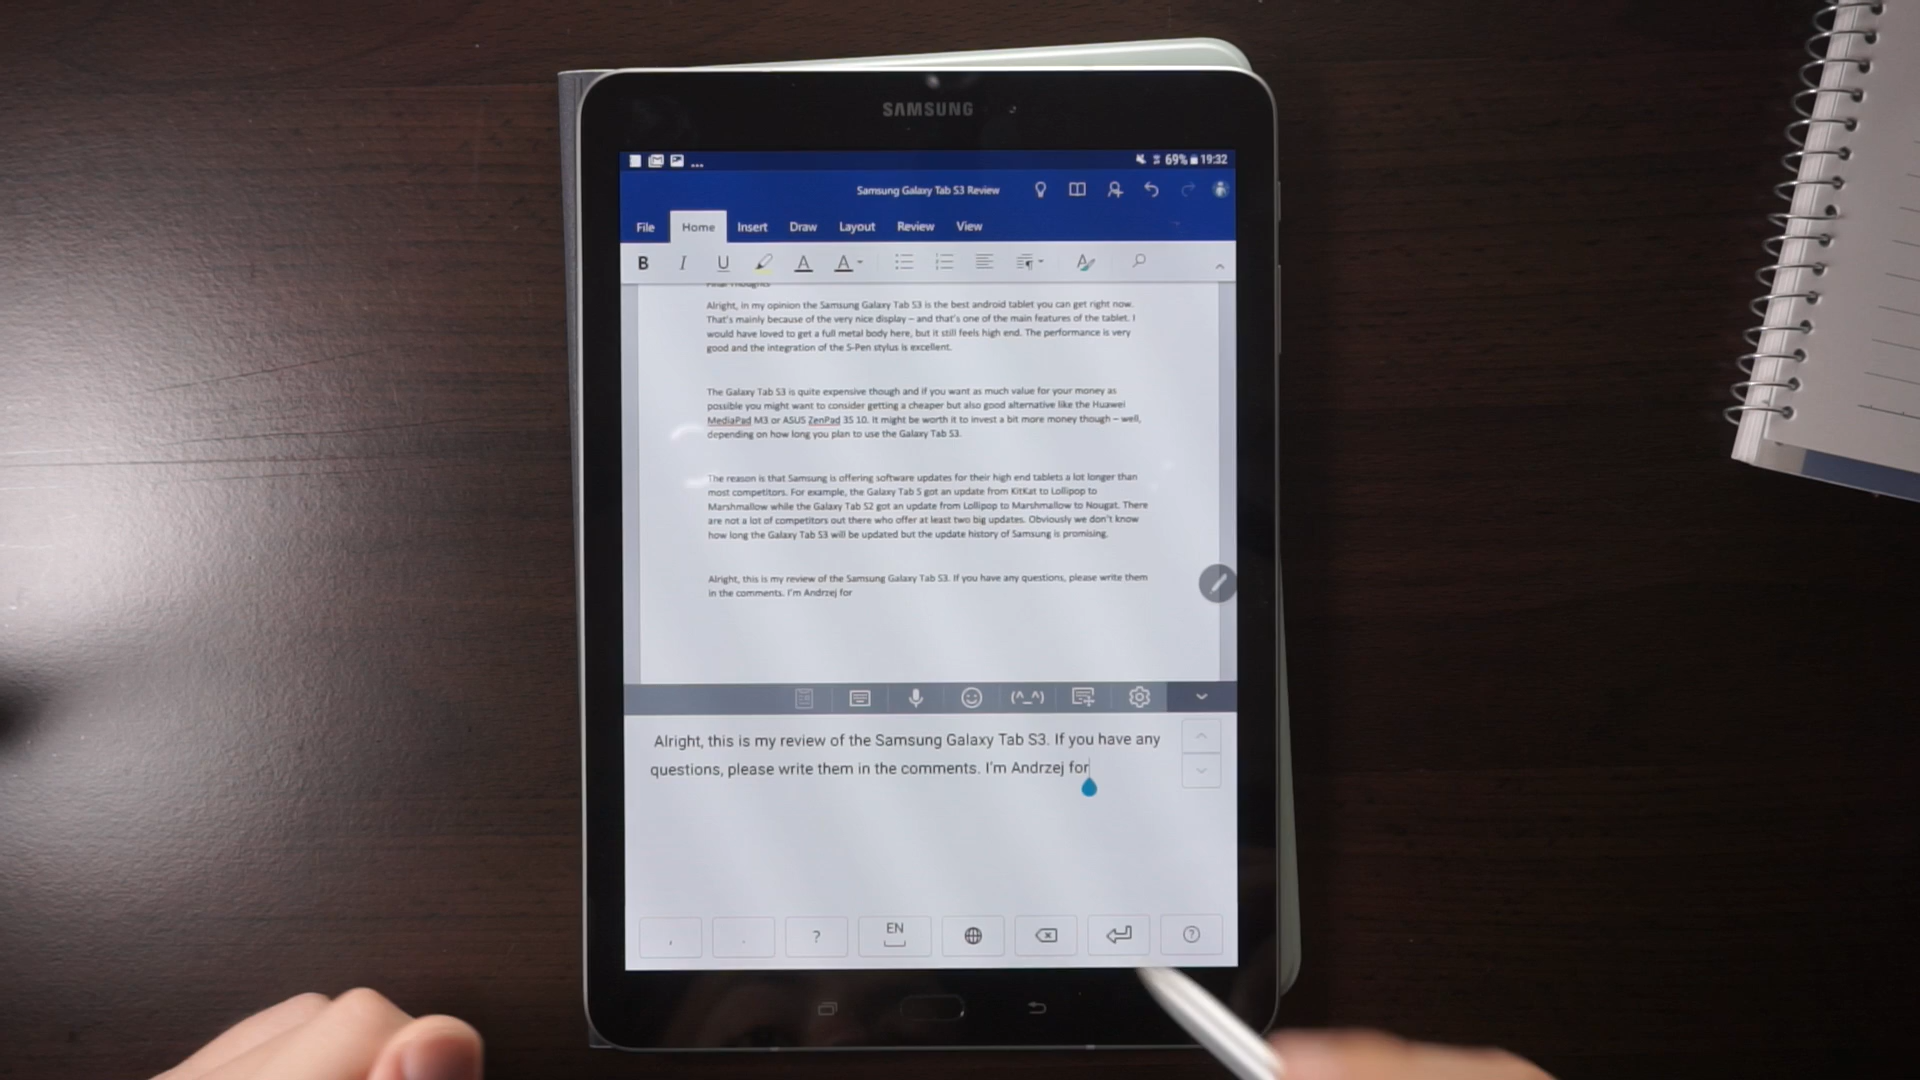 SAMSUNG
... 69% 19:32
Samsung Galaxy Tab S3 Review
File Home Insert Draw Layout Review View
B I U A A
Final Thoughts
Alright, in my opinion the Samsung Galaxy Tab S3 is the best android tablet you can get right now.
That's mainly because of the very nice display – and that's one of the main features of the tablet. I
would have loved to get a full metal body here, but it still feels high end. The performance is very
good and the integration of the S-Pen stylus is excellent.
The Galaxy Tab S3 is quite expensive though and if you want as much value for your money as
possible you might want to consider getting a cheaper but also good alternative like the Huawei
MediaPad M3 or ASUS ZenPad 3S 10. It might be worth it to invest a bit more money though – well,
depending on how long you plan to use the Galaxy Tab S3.
The reason is that Samsung is offering software updates for their high end tablets a lot longer than
most competitors. For example, the Galaxy Tab S got an update from KitKat to Lollipop to
Marshmallow while the Galaxy Tab S2 got an update from Lollipop to Marshmallow to Nougat. There
are not a lot of competitors out there who offer at least two big updates. Obviously we don't know
how long the Galaxy Tab S3 will be updated but the update history of Samsung is promising.
Alright, this is my review of the Samsung Galaxy Tab S3. If you have any questions, please write them
in the comments. I'm Andrzej for
(^_^)
Alright, this is my review of the Samsung Galaxy Tab S3. If you have any
questions, please write them in the comments. I'm Andrzej for
, . ? EN ?